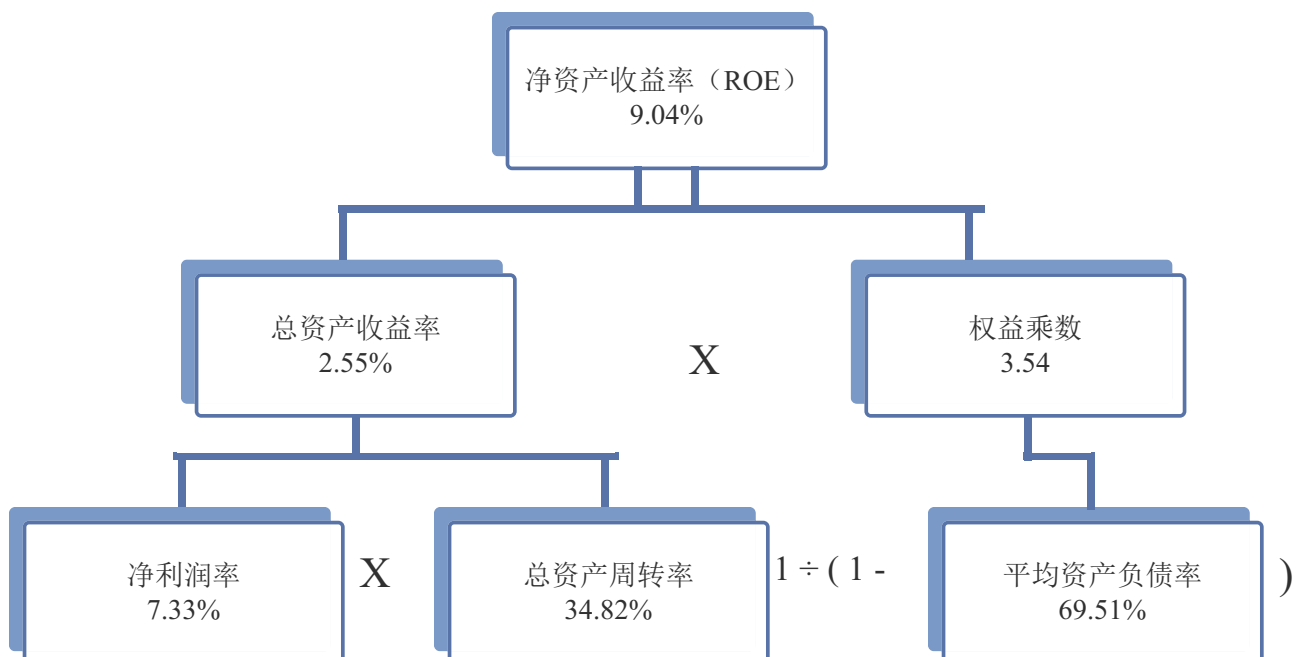 净资产收益率（ROE）
9.04%
总资产收益率
2.55%
X
权益乘数
3.54
净利润率
7.33%
X
总资产周转率
34.82%
1 ÷ ( 1 -
平均资产负债率
69.51%
)